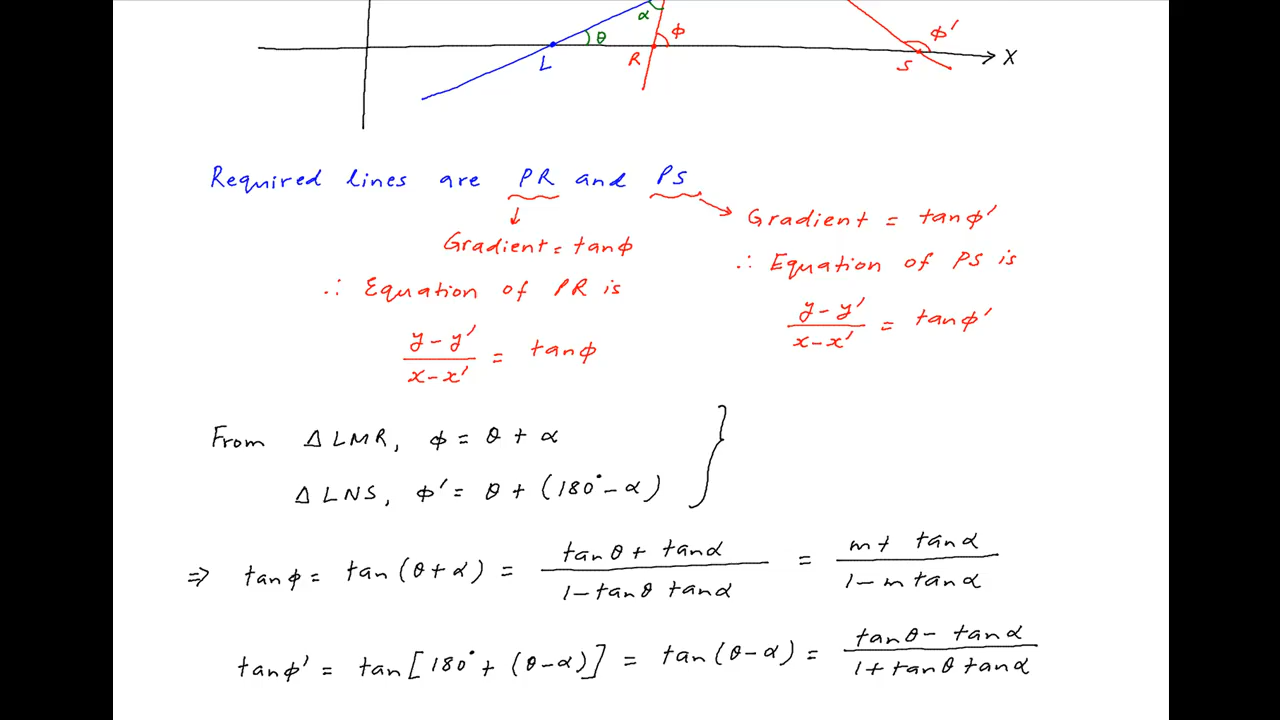 α
θ
φ
φ′
L
R
S
X
Required lines are PR and PS
Gradient = tanφ′
Gradient = tanφ
∴ Equation of PS is
∴ Equation of PR is
(y - y′)/(x - x′) = tanφ′
(y - y′)/(x - x′) = tanφ
From Δ LMR, φ = θ + α
Δ LNS, φ′ = θ + (180° - α) }
⇒ tanφ = tan(θ+α) = (tanθ + tanα)/(1 - tanθ tanα) = (m + tanα)/(1 - m tanα)
tanφ′ = tan[180° + (θ-α)] = tan(θ-α) = (tanθ - tanα)/(1 + tanθ tanα)